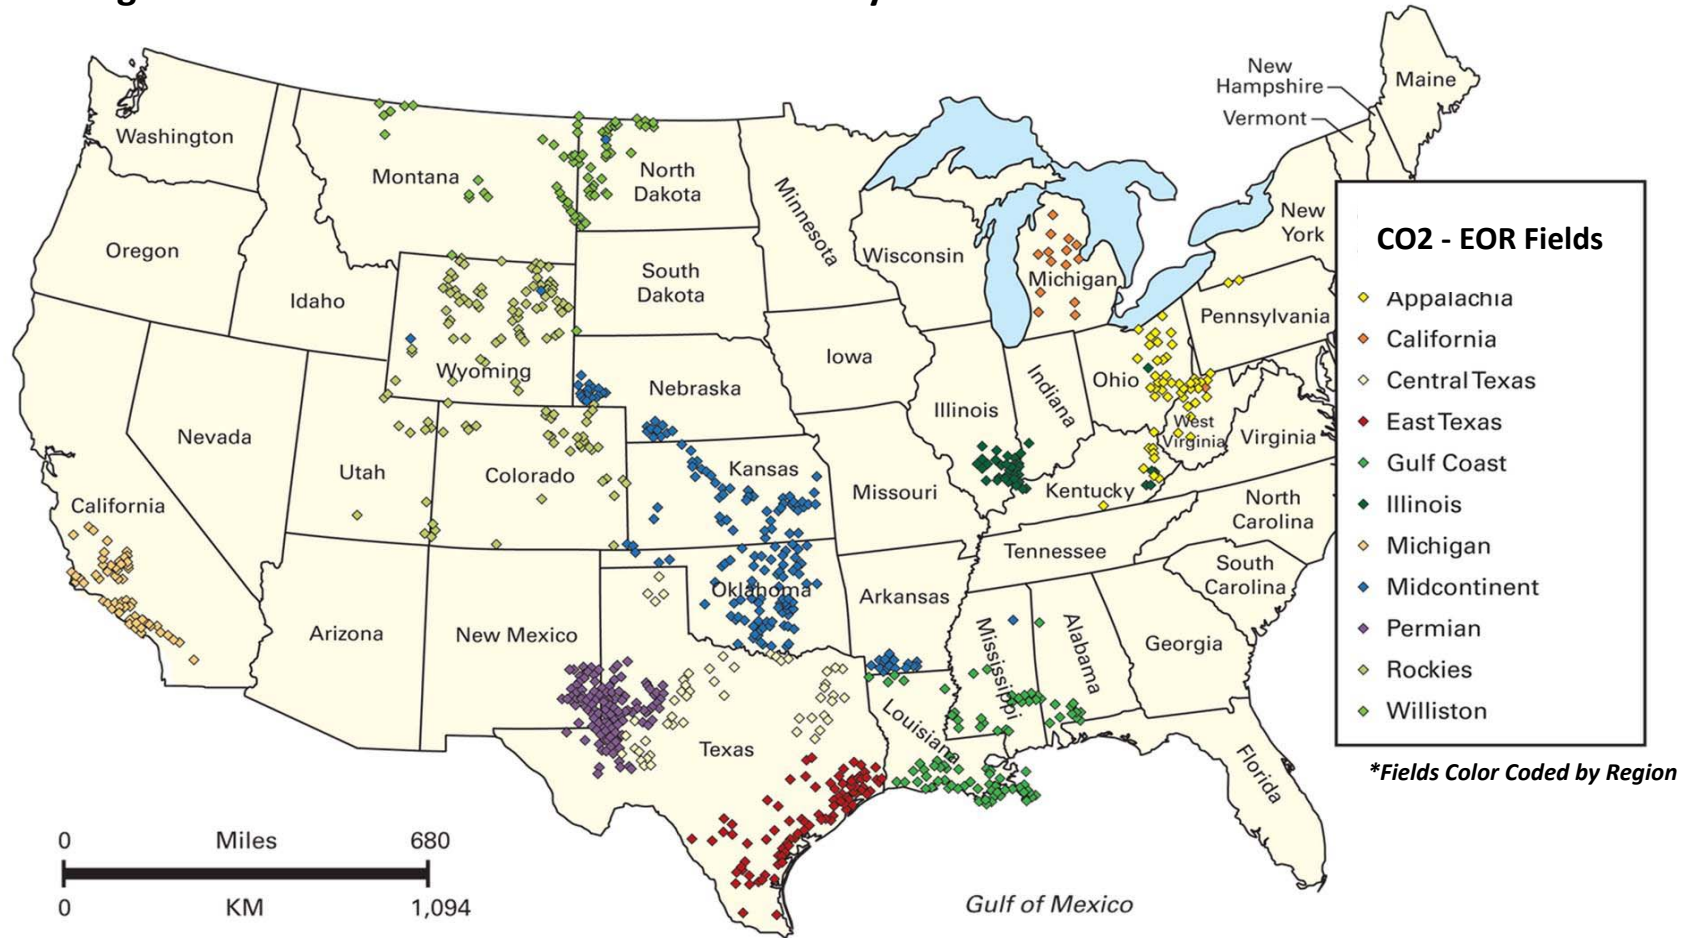 Washington
Oregon
Idaho
Montana
North
Dakota
South
Dakota
Minnesota
Wisconsin
Michigan
New
Hampshire
Vermont
Maine
New
York
Pennsylvania
Wyoming
Nebraska
Iowa
Illinois
Indiana
Ohio
West
Virginia
Virginia
Nevada
Utah
Colorado
Kansas
Missouri
Kentucky
North
Carolina
California
Tennessee
South
Carolina
Arizona
New Mexico
Oklahoma
Arkansas
Mississippi
Alabama
Georgia
Texas
Louisiana
Florida
Gulf of Mexico
0 Miles 680
0 KM 1,094
CO2 - EOR Fields
Appalachia
California
Central Texas
East Texas
Gulf Coast
Illinois
Michigan
Midcontinent
Permian
Rockies
Williston
*Fields Color Coded by Region